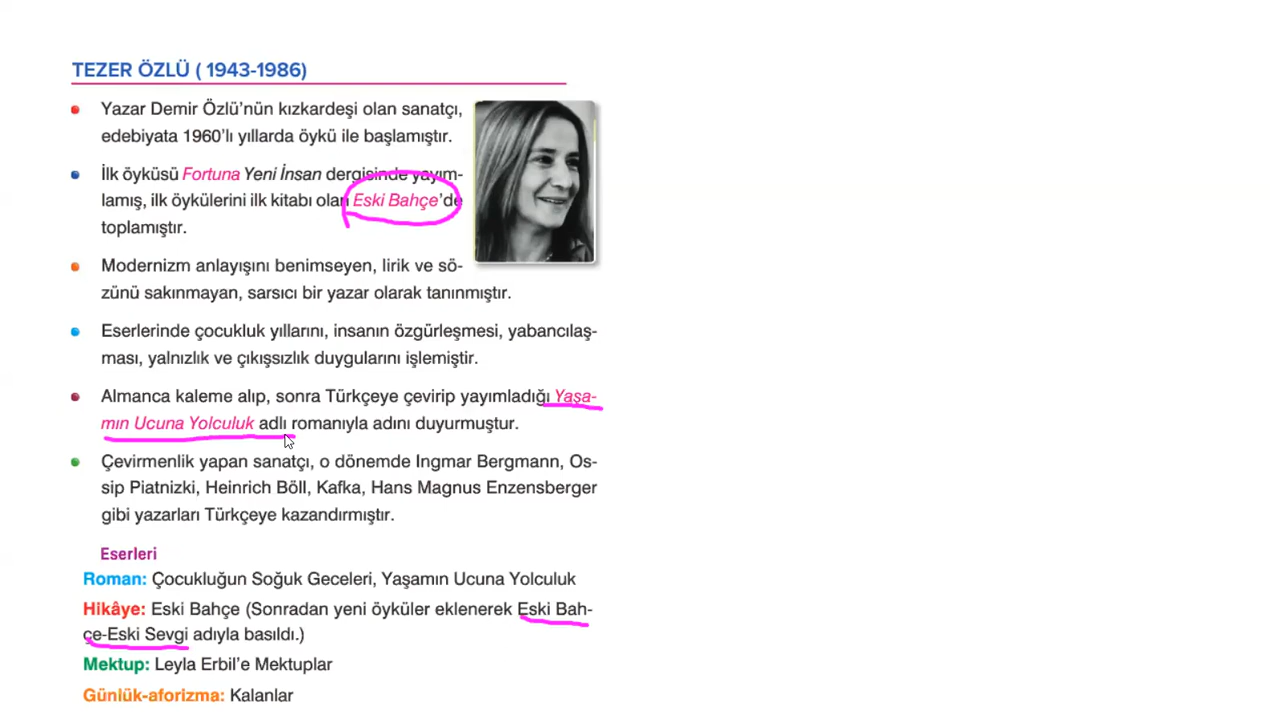 TEZER ÖZLÜ ( 1943-1986)
Yazar Demir Özlü’nün kızkardeşi olan sanatçı,
edebiyata 1960’lı yıllarda öykü ile başlamıştır.
İlk öyküsü Fortuna Yeni İnsan dergisinde yayım-
lamış, ilk öykülerini ilk kitabı olan Eski Bahçe’de
toplamıştır.
Modernizm anlayışını benimseyen, lirik ve sö-
zünü sakınmayan, sarsıcı bir yazar olarak tanınmıştır.
Eserlerinde çocukluk yıllarını, insanın özgürleşmesi, yabancılaş-
ması, yalnızlık ve çıkışsızlık duygularını işlemiştir.
Almanca kaleme alıp, sonra Türkçeye çevirip yayımladığı Yaşa-
mın Ucuna Yolculuk adlı romanıyla adını duyurmuştur.
Çevirmenlik yapan sanatçı, o dönemde Ingmar Bergmann, Os-
sip Piatnizki, Heinrich Böll, Kafka, Hans Magnus Enzensberger
gibi yazarları Türkçeye kazandırmıştır.
Eserleri
Roman: Çocukluğun Soğuk Geceleri, Yaşamın Ucuna Yolculuk
Hikâye: Eski Bahçe (Sonradan yeni öyküler eklenerek Eski Bah-
çe-Eski Sevgi adıyla basıldı.)
Mektup: Leyla Erbil’e Mektuplar
Günlük-aforizma: Kalanlar